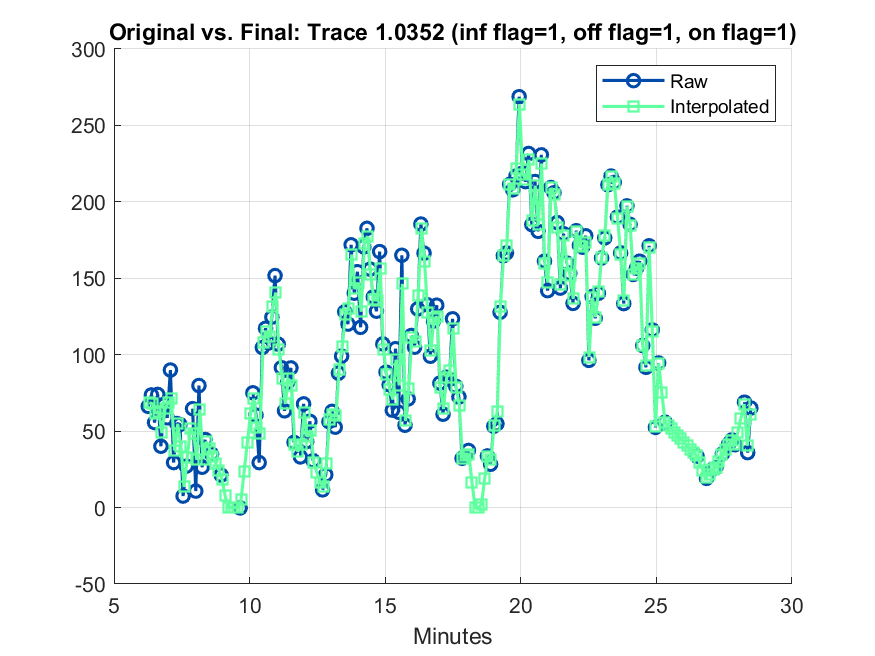 Original vs. Final: Trace 1.0352 (inf flag=1, off flag=1, on flag=1)
300
250
200
150
100
50
0
-50
Raw
Interpolated
5 10 15 20 25 30
Minutes